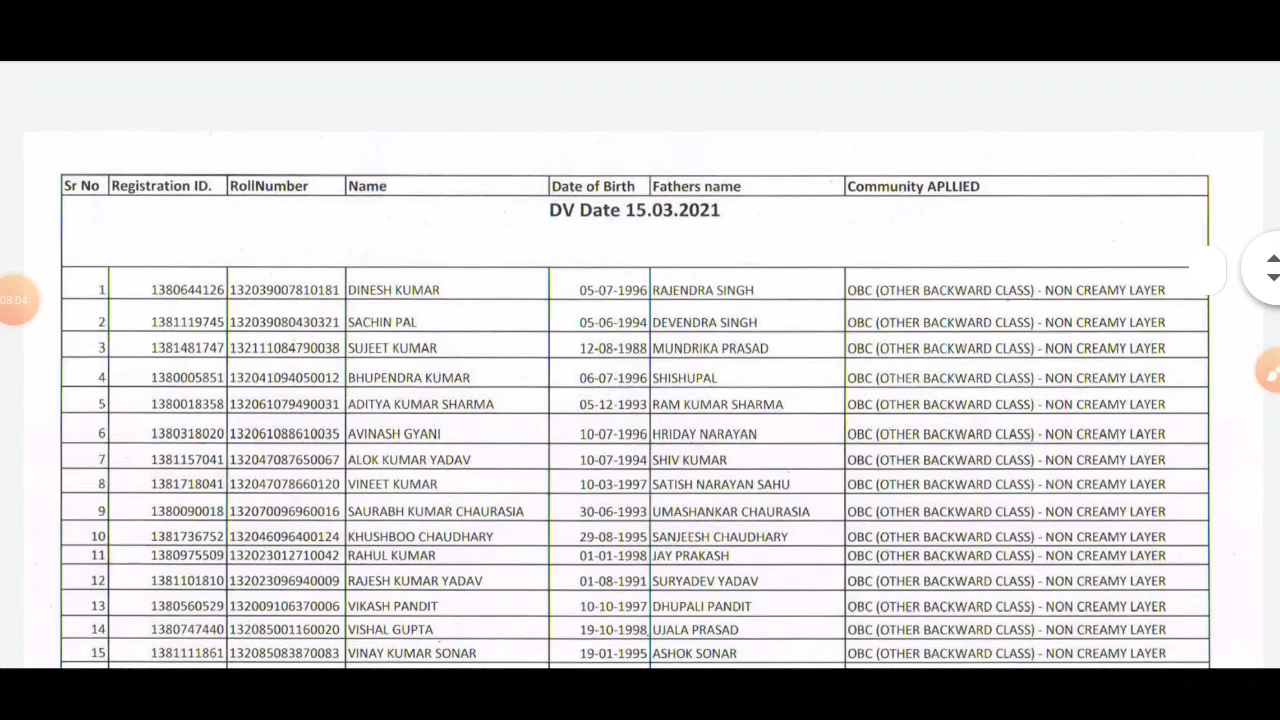 Sr No Registration ID. RollNumber Name Date of Birth Fathers name Community APLLIED
DV Date 15.03.2021
1 1380644126 132039007810181 DINESH KUMAR 05-07-1996 RAJENDRA SINGH OBC (OTHER BACKWARD CLASS) - NON CREAMY LAYER
2 1381119745 132039080430321 SACHIN PAL 05-06-1994 DEVENDRA SINGH OBC (OTHER BACKWARD CLASS) - NON CREAMY LAYER
3 1381481747 132111084790038 SUJEET KUMAR 12-08-1988 MUNDRIKA PRASAD OBC (OTHER BACKWARD CLASS) - NON CREAMY LAYER
4 1380005851 132041094050012 BHUPENDRA KUMAR 06-07-1996 SHISHUPAL OBC (OTHER BACKWARD CLASS) - NON CREAMY LAYER
5 1380018358 132061079490031 ADITYA KUMAR SHARMA 05-12-1993 RAM KUMAR SHARMA OBC (OTHER BACKWARD CLASS) - NON CREAMY LAYER
6 1380318020 132061088610035 AVINASH GYANI 10-07-1996 HRIDAY NARAYAN OBC (OTHER BACKWARD CLASS) - NON CREAMY LAYER
7 1381157041 132047087650067 ALOK KUMAR YADAV 10-07-1994 SHIV KUMAR OBC (OTHER BACKWARD CLASS) - NON CREAMY LAYER
8 1381718041 132047078660120 VINEET KUMAR 10-03-1997 SATISH NARAYAN SAHU OBC (OTHER BACKWARD CLASS) - NON CREAMY LAYER
9 1380090018 132070096960016 SAURABH KUMAR CHAURASIA 30-06-1993 UMASHANKAR CHAURASIA OBC (OTHER BACKWARD CLASS) - NON CREAMY LAYER
10 1381736752 132046096400124 KHUSHBOO CHAUDHARY 29-08-1995 SANJEESH CHAUDHARY OBC (OTHER BACKWARD CLASS) - NON CREAMY LAYER
11 1380975509 132023012710042 RAHUL KUMAR 01-01-1998 JAY PRAKASH OBC (OTHER BACKWARD CLASS) - NON CREAMY LAYER
12 1381101810 132023096940009 RAJESH KUMAR YADAV 01-08-1991 SURYADEV YADAV OBC (OTHER BACKWARD CLASS) - NON CREAMY LAYER
13 1380560529 132009106370006 VIKASH PANDIT 10-10-1997 DHUPALI PANDIT OBC (OTHER BACKWARD CLASS) - NON CREAMY LAYER
14 1380747440 132085001160020 VISHAL GUPTA 19-10-1998 UJALA PRASAD OBC (OTHER BACKWARD CLASS) - NON CREAMY LAYER
15 1381111861 132085083870083 VINAY KUMAR SONAR 19-01-1995 ASHOK SONAR OBC (OTHER BACKWARD CLASS) - NON CREAMY LAYER
08:04